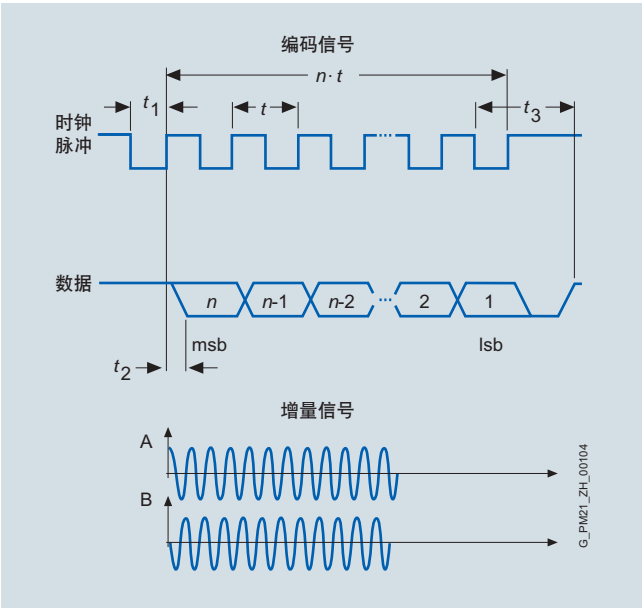 编码信号
n· t
t1
t
t3
时钟
脉冲
...
数据
n
n-1
n-2
...
2
1
msb
lsb
t2
增量信号
A
B
G_PM21_ZH_00104